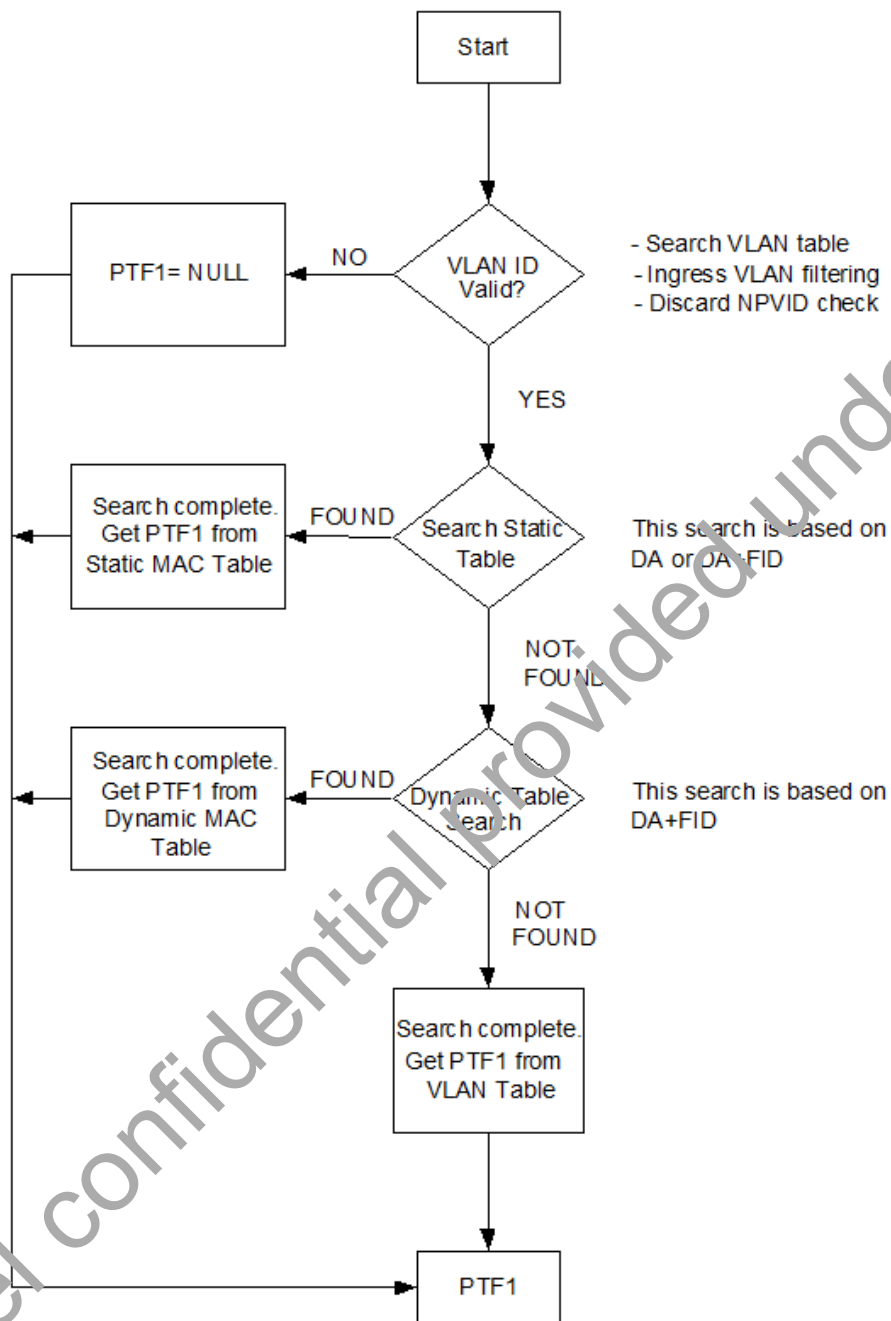 Start
VLAN ID
Valid?
NO
PTF1= NULL
- Search VLAN table
- Ingress VLAN filtering
- Discard NPVID check
YES
Search Static
Table
FOUND
Search complete.
Get PTF1 from
Static MAC Table
This search is based on
DA or DA+FID
NOT
FOUND
Dynamic Table
Search
FOUND
Search complete.
Get PTF1 from
Dynamic MAC
Table
This search is based on
DA+FID
NOT
FOUND
Search complete.
Get PTF1 from
VLAN Table
PTF1
confidential provided